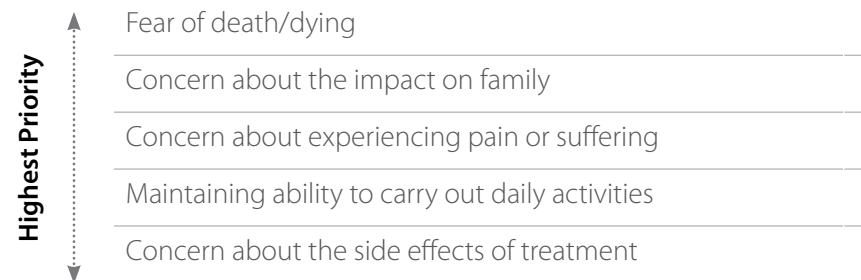 Highest Priority
Fear of death/dying
Concern about the impact on family
Concern about experiencing pain or suffering
Maintaining ability to carry out daily activities
Concern about the side effects of treatment